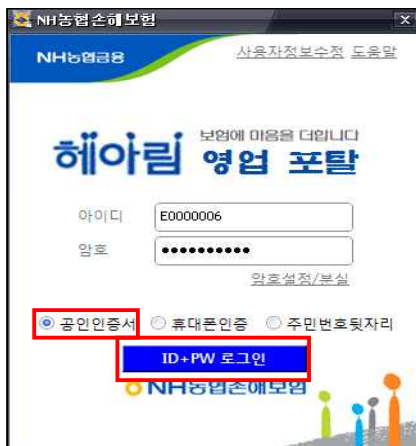 NH농협손해보험
NH농협금융
사용자정보수정 도움말
보험에 마음을 더합니다
헤아림 영업 포탈
아이디 E0000006
암호 ●●●●●●●●●●
암호설정/분실
공인인증서 휴대폰인증 주민번호뒷자리
ID+PW 로그인
NH농협손해보험